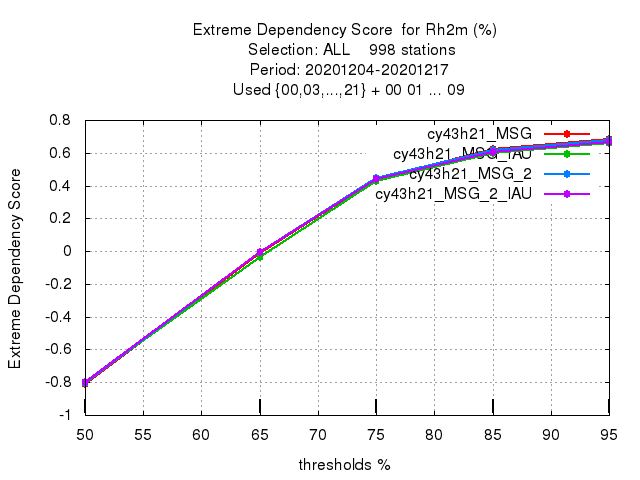 Extreme Dependency Score  for Rh2m (%)
Selection: ALL    998 stations
Period: 20201204-20201217
Used {00,03,...,21} + 00 01 ... 09
0.8
0.6
0.4
0.2
0
-0.2
-0.4
-0.6
-0.8
-1
Extreme Dependency Score
cy43h21_MSG
cy43h21_MSG_IAU
cy43h21_MSG_2
cy43h21_MSG_2_IAU
50 55 60 65 70 75 80 85 90 95
thresholds %